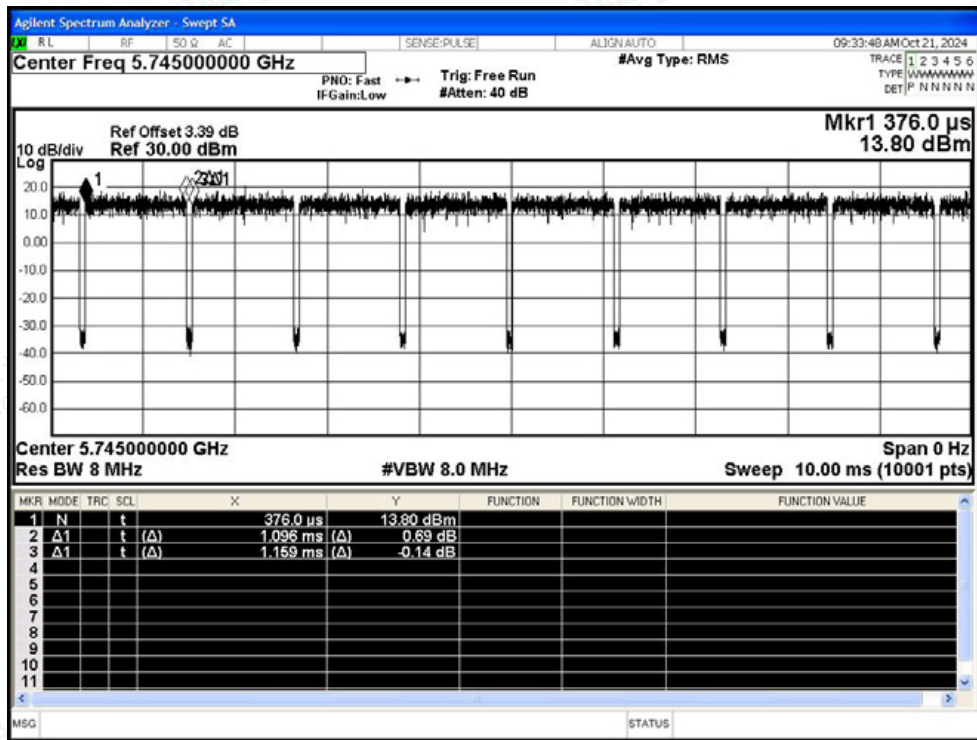 Agilent Spectrum Analyzer - Swept SA
RL RF 50 Ω AC SENSE:PULSE ALIGNAUTO 09:33:48 AM Oct 21, 2024
Center Freq 5.745000000 GHz
PNO: Fast
IFGain:Low
Trig: Free Run
#Atten: 40 dB
#Avg Type: RMS
TRACE 1 2 3 4 5 6
TYPE WWWWWW
DET P N N N N N
Ref Offset 3.39 dB
10 dB/div Ref 30.00 dBm
Log
Mkr1 376.0 µs
13.80 dBm
1
20.0
10.0
0.00
-10.0
-20.0
-30.0
-40.0
-50.0
-60.0
Center 5.745000000 GHz Span 0 Hz
Res BW 8 MHz #VBW 8.0 MHz Sweep 10.00 ms (10001 pts)
MKR MODE TRC SCL X Y FUNCTION FUNCTION WIDTH FUNCTION VALUE
1 N t 376.0 µs 13.80 dBm
2 Δ1 t (Δ) 1.096 ms (Δ) 0.69 dB
3 Δ1 t (Δ) 1.159 ms (Δ) -0.14 dB
4
5
6
7
8
9
10
11
MSG STATUS